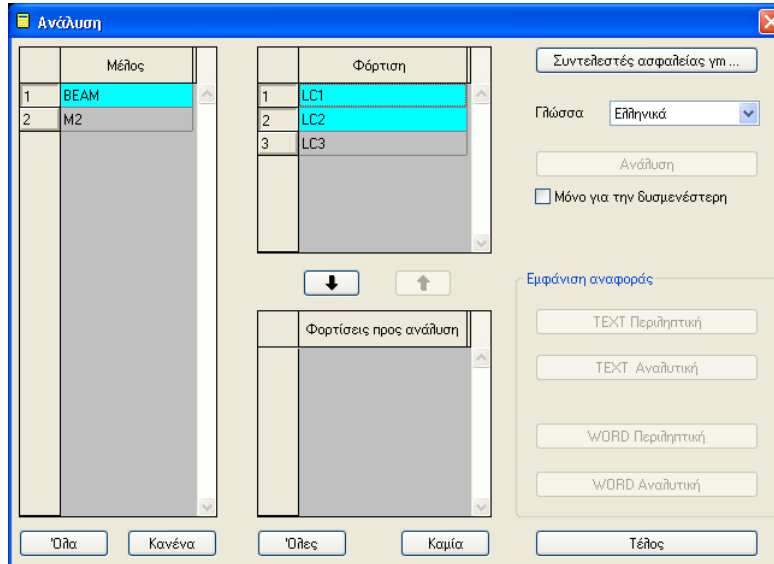 Ανάλυση
Μέλος
1 BEAM
2 M2
Όλα Κανένα
Φόρτιση
1 LC1
2 LC2
3 LC3
Φορτίσεις προς ανάλυση
Όλες Καμία
Συντελεστές ασφαλείας γm ...
Γλώσσα Ελληνικά
Ανάλυση
Μόνο για την δυσμενέστερη
Εμφάνιση αναφοράς
TEXT Περιληπτική
TEXT Αναλυτική
WORD Περιληπτική
WORD Αναλυτική
Τέλος